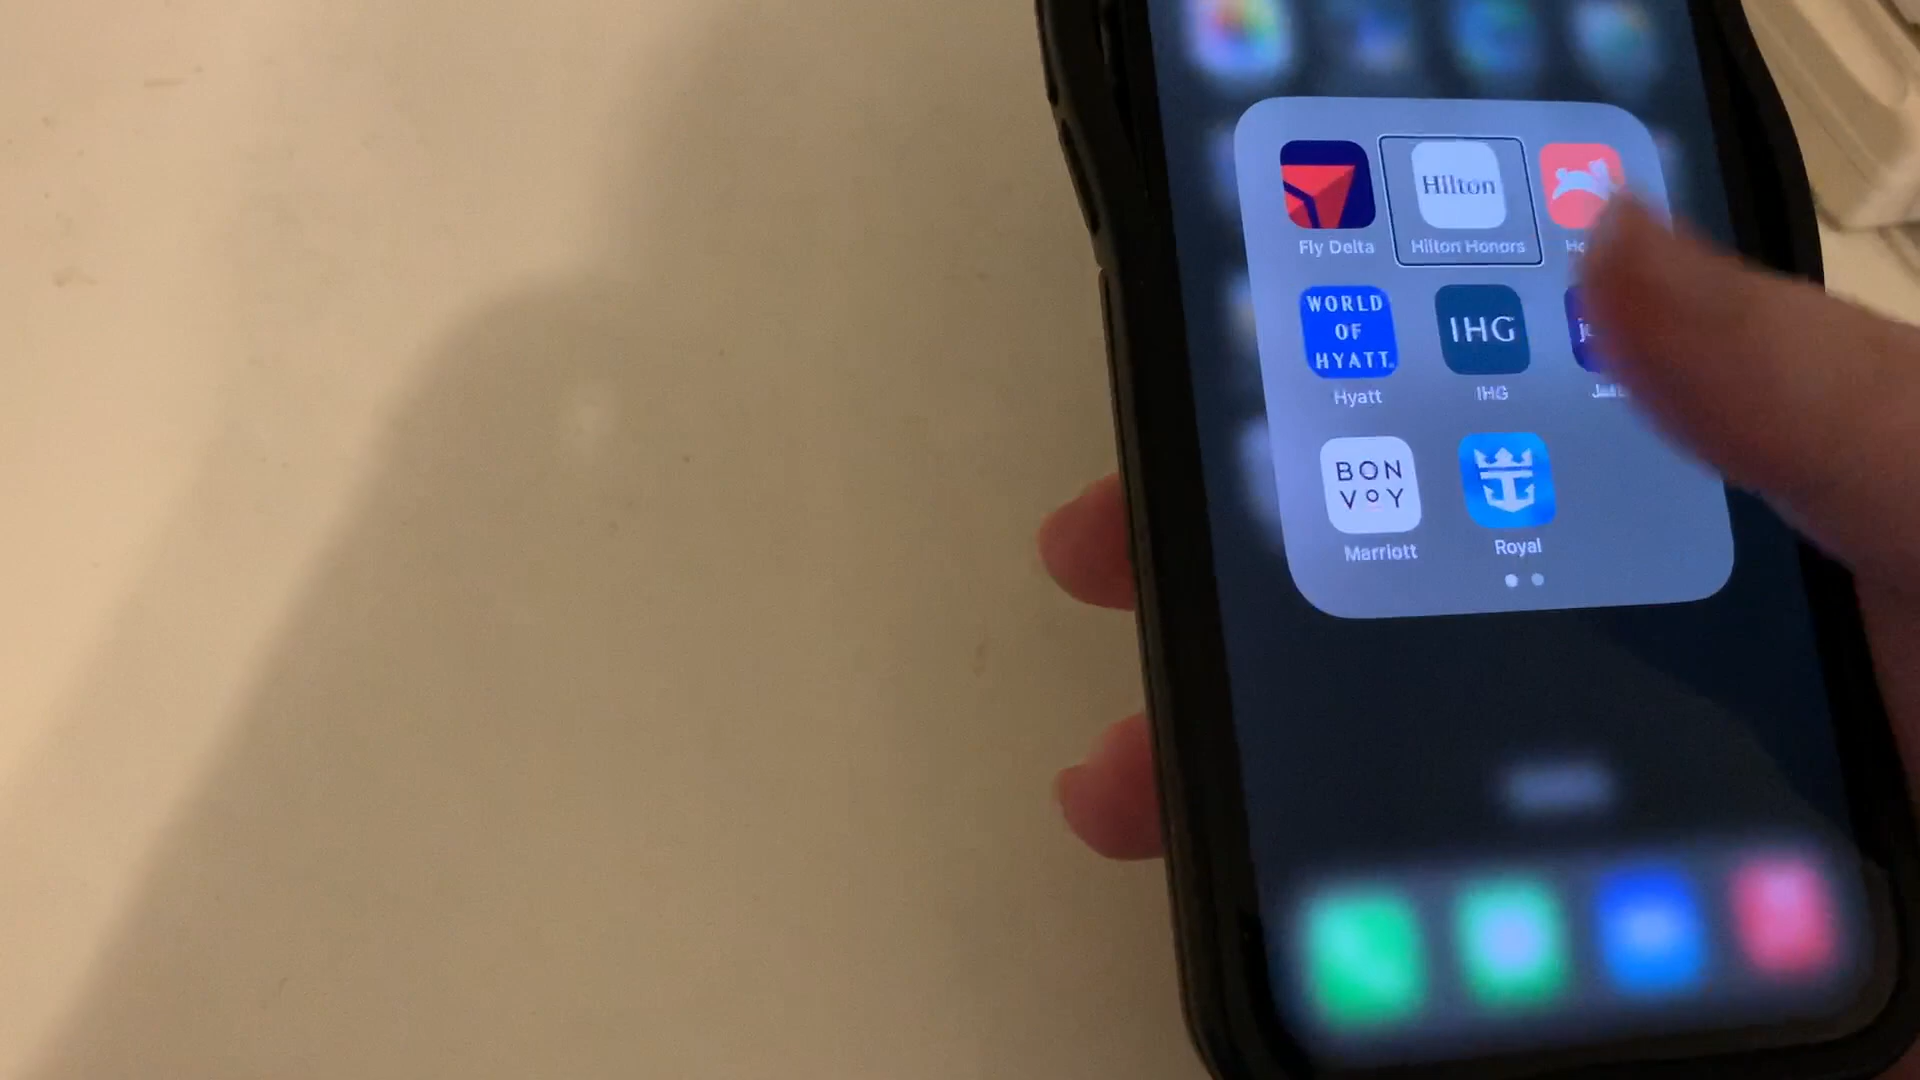 Hilton
Fly Delta
Hilton Honors
WORLD
OF
HYATT
IHG
Hyatt
IHG
BON
VOY
Marriott
Royal